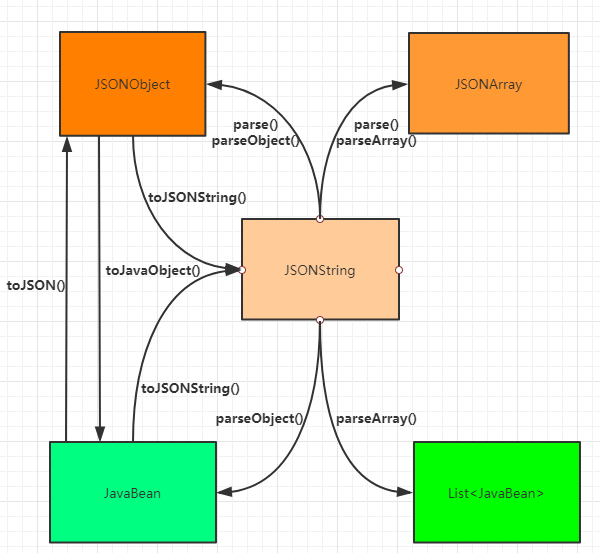 JSONObject
JSONArray
parse()
parseObject()
parse()
parseArray()
toJSONString()
JSONString
toJavaObject()
toJSON()
toJSONString()
parseObject()
parseArray()
JavaBean
List<JavaBean>